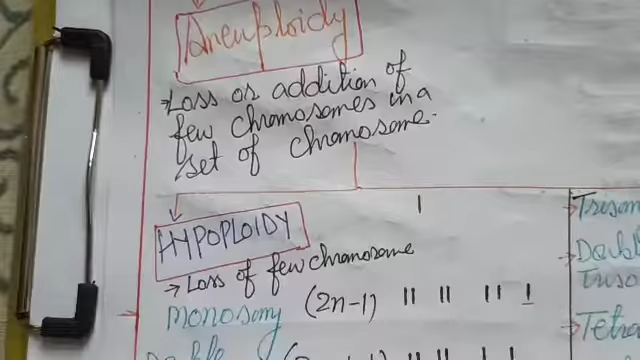 Aneuploidy
→Loss or addition of
few chromosomes in a
set of chromosome.
HYPOPLOIDY
→ Loss of few chromosome
Monosomy (2n-1)
Double